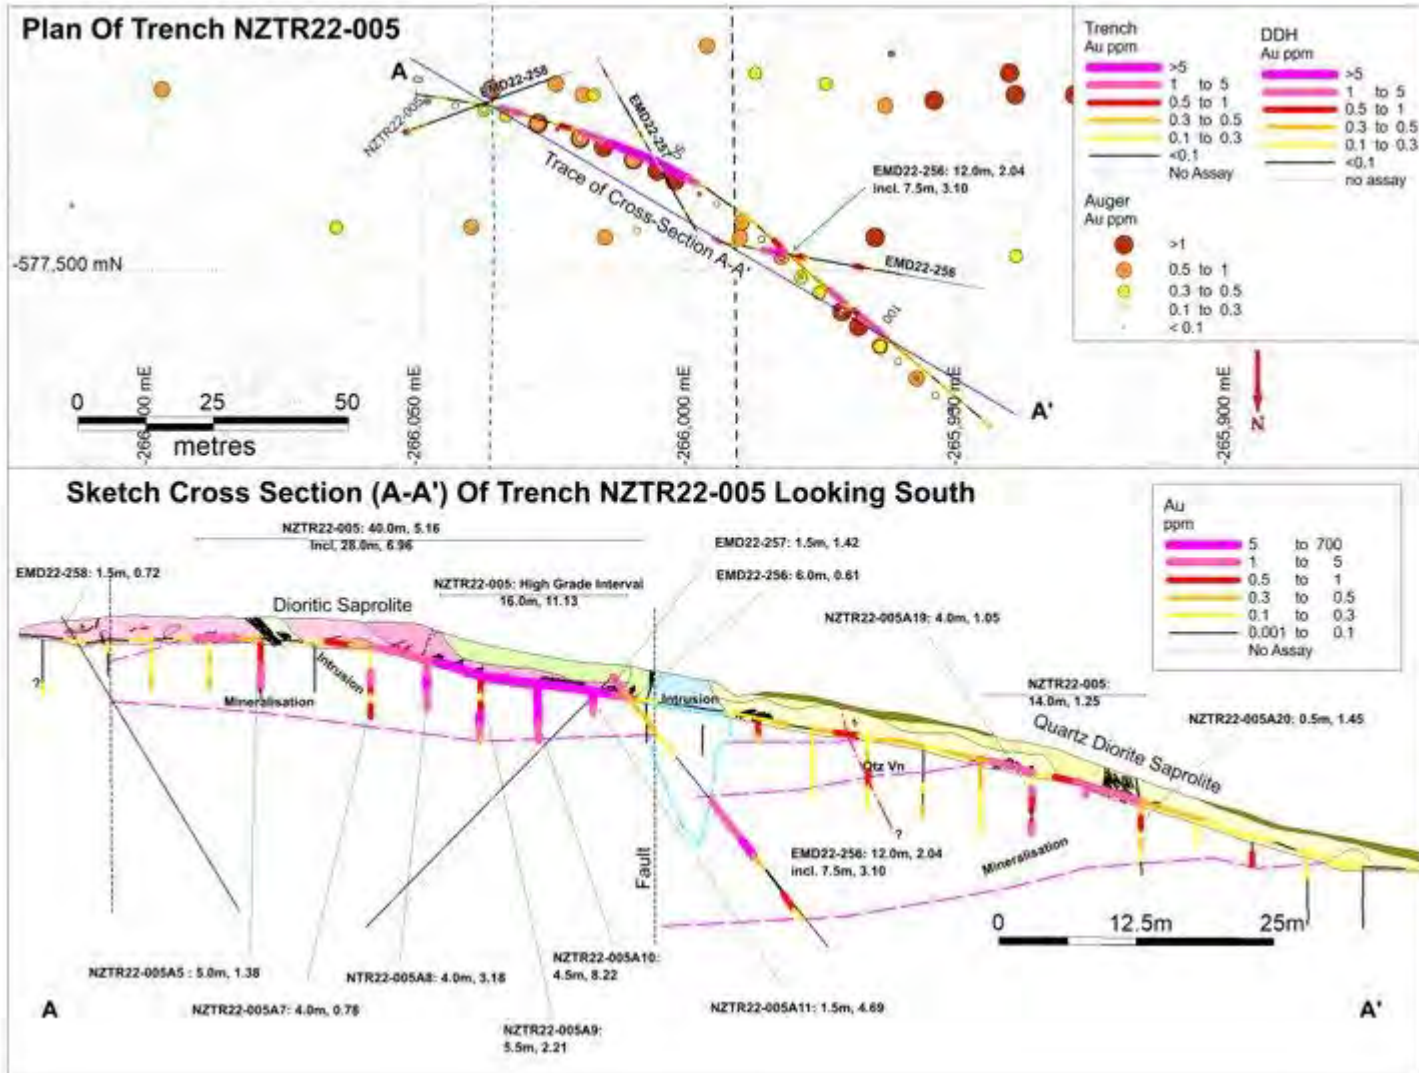 Plan Of Trench NZTR22-005
A
EMD22-258
NZTR22-005
0
EMD22-257
50
Trace of Cross-Section A-A'
EMD22-256: 12.0m, 2.04
incl. 7.5m, 3.10
EMD22-256
100
A'
-577,500 mN
0 25 50
metres
-266,050 mE
-266,000 mE
-265,950 mE
-265,900 mE
N
Trench
Au ppm
>5
1 to 5
0.5 to 1
0.3 to 0.5
0.1 to 0.3
<0.1
No Assay
DDH
Au ppm
>5
1 to 5
0.5 to 1
0.3 to 0.5
0.1 to 0.3
<0.1
no assay
Auger
Au ppm
>1
0.5 to 1
0.3 to 0.5
0.1 to 0.3
< 0.1
Sketch Cross Section (A-A') Of Trench NZTR22-005 Looking South
NZTR22-005: 40.0m, 5.16
Incl, 28.0m, 6.96
EMD22-258: 1.5m, 0.72
Dioritic Saprolite
NZTR22-005: High Grade Interval
16.0m, 11.13
EMD22-257: 1.5m, 1.42
EMD22-256: 6.0m, 0.61
NZTR22-005A19: 4.0m, 1.05
NZTR22-005:
14.0m, 1.25
NZTR22-005A20: 0.5m, 1.45
Au
ppm
5 to 700
1 to 5
0.5 to 1
0.3 to 0.5
0.1 to 0.3
0.001 to 0.1
No Assay
?
Intrusion
Mineralisation
Intrusion
Qtz Vn
?
Quartz Diorite Saprolite
Mineralisation
Fault
EMD22-256: 12.0m, 2.04
incl. 7.5m, 3.10
0 12.5m 25m
NZTR22-005A5 : 5.0m, 1.38
NZTR22-005A7: 4.0m, 0.78
NTR22-005A8: 4.0m, 3.18
NZTR22-005A9:
5.5m, 2.21
NZTR22-005A10:
4.5m, 8.22
NZTR22-005A11: 1.5m, 4.69
A
A'